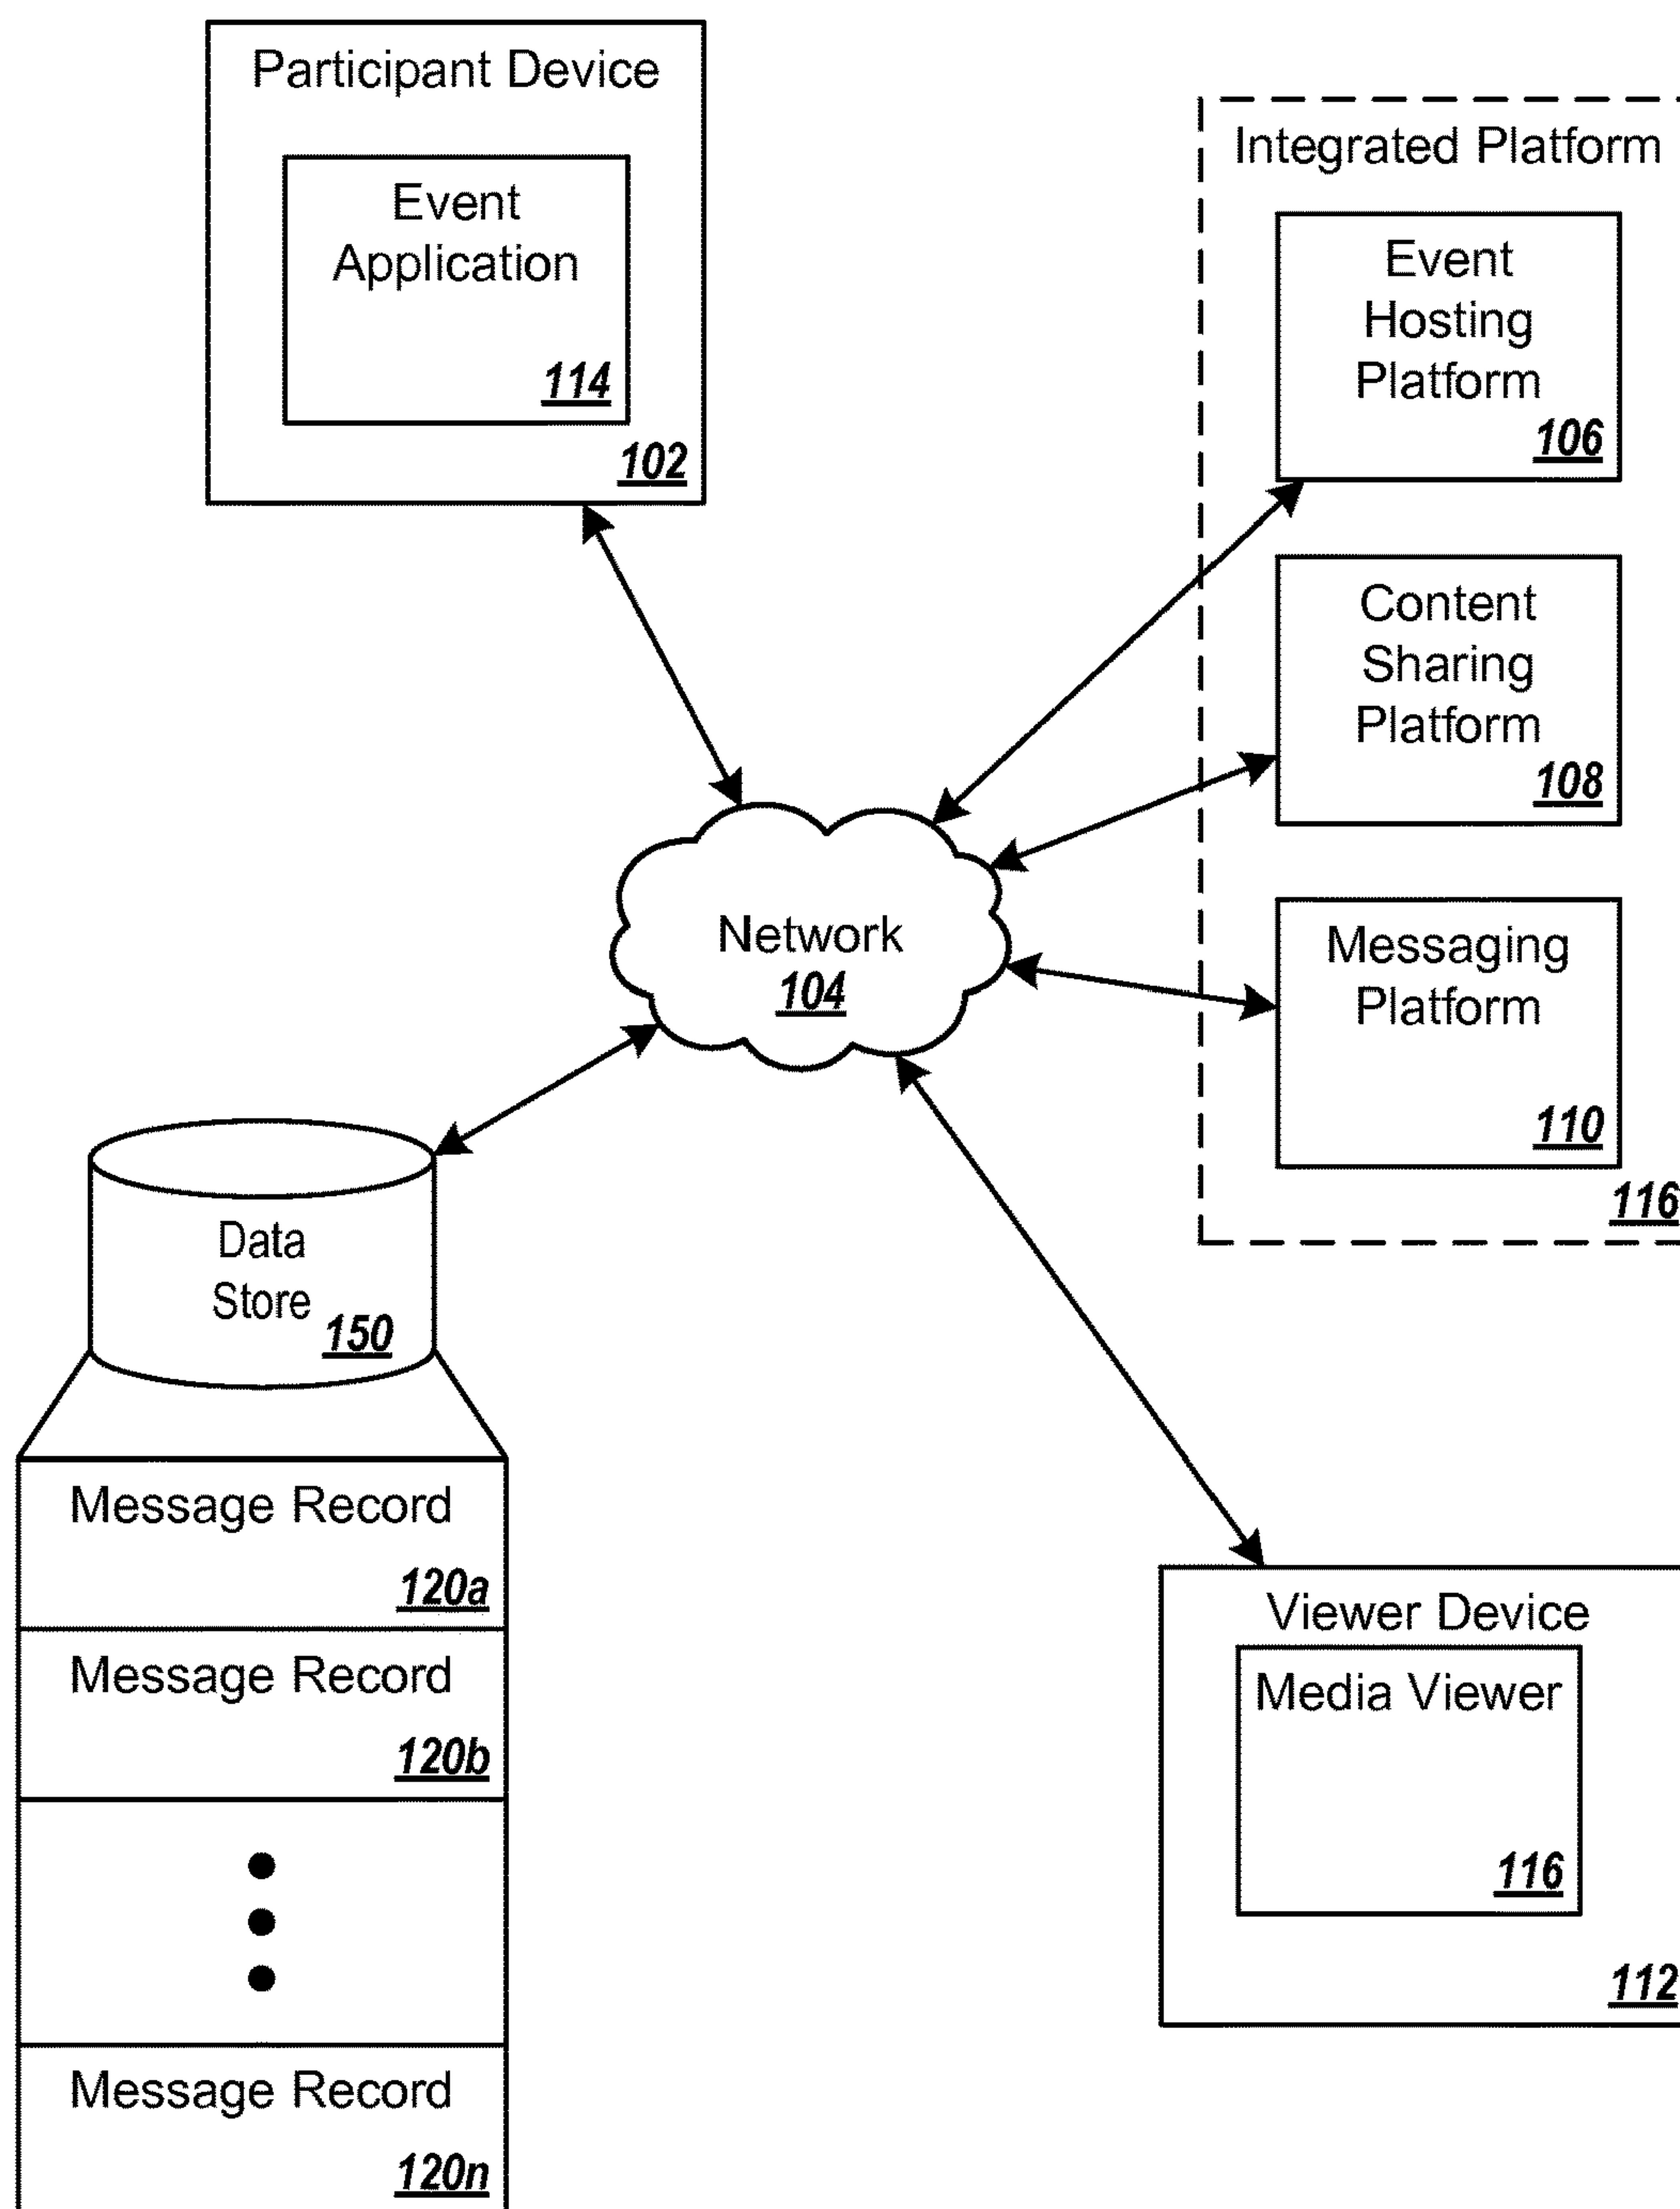 Participant Device
Event
Application
114
102
Integrated Platform
Event
Hosting
Platform
106
Content
Sharing
Platform
108
Messaging
Platform
110
116
Network
104
Data
Store
150
Message Record
120a
Message Record
120b
Message Record
120n
Viewer Device
Media Viewer
116
112